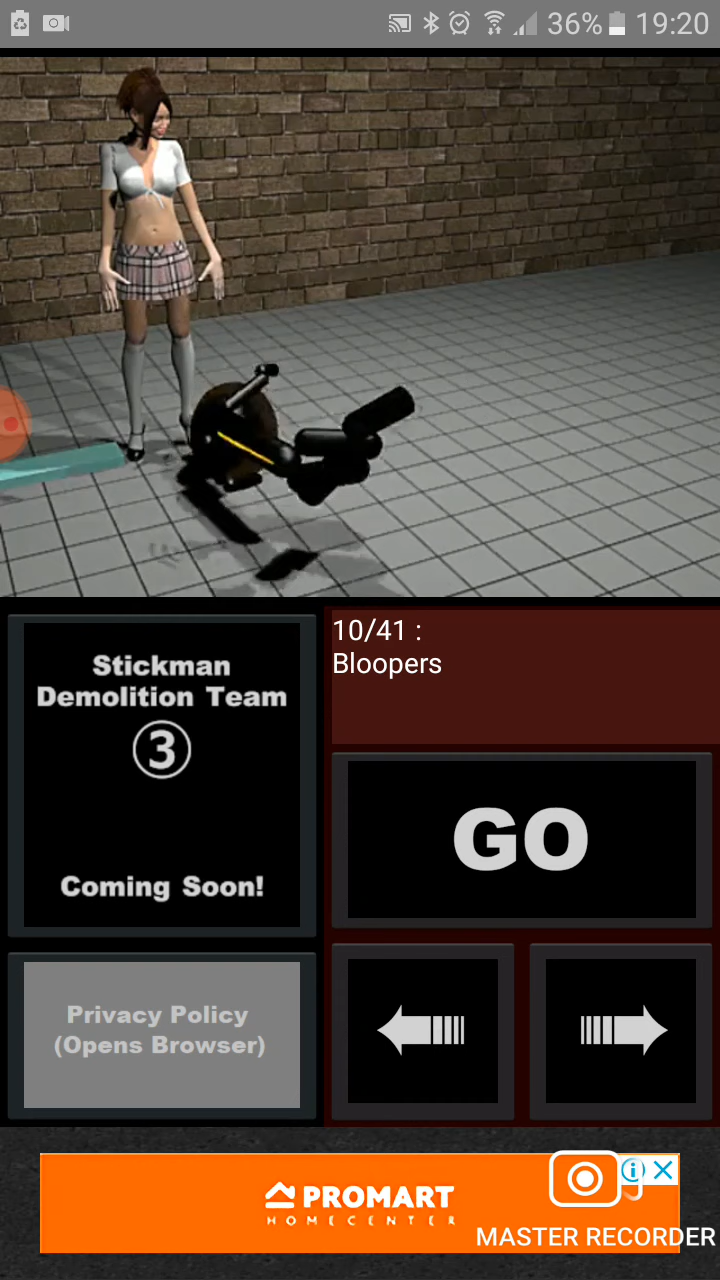 36% 19:20
10/41 :
Bloopers
Stickman
Demolition Team
3
Coming Soon!
GO
Privacy Policy
(Opens Browser)
PROMART
HOMECENTER
MASTER RECORDER